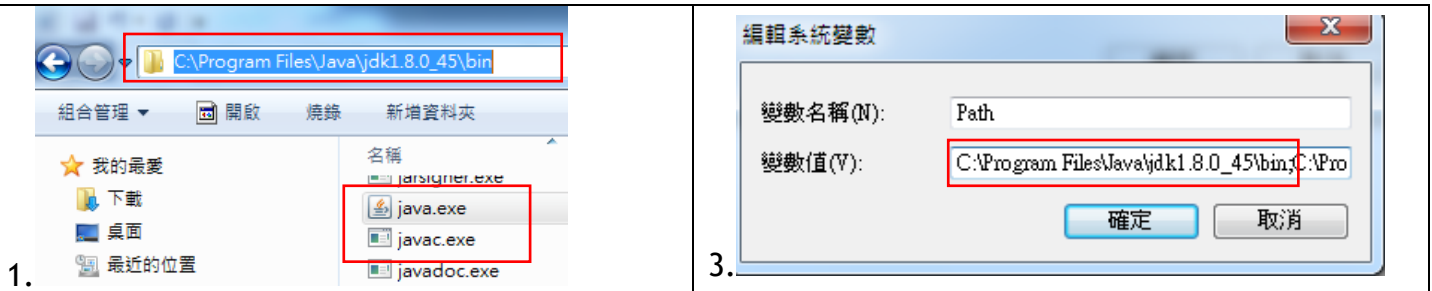 C:\Program Files\Java\jdk1.8.0_45\bin
組合管理 開啟 燒錄 新增資料夾
我的最愛
下載
桌面
最近的位置
名稱
jarsigner.exe
java.exe
javac.exe
javadoc.exe
1.
編輯系統變數
變數名稱(N): Path
變數值(V): C:\Program Files\Java\jdk1.8.0_45\bin;C:\Pro
確定 取消
3.